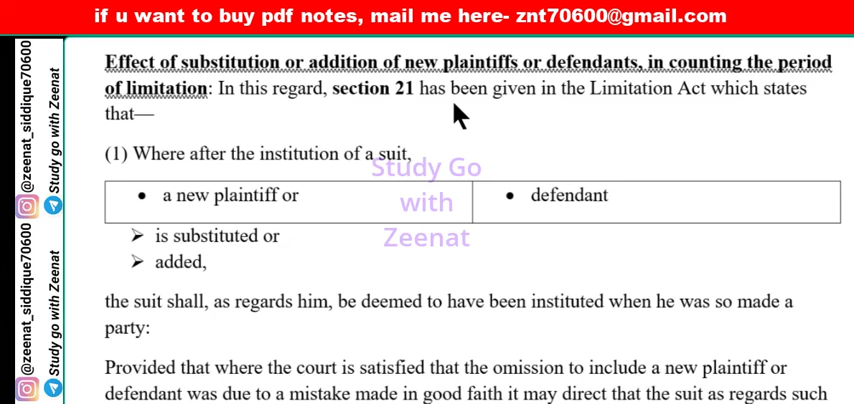 if u want to buy pdf notes, mail me here- znt70600@gmail.com
Effect of substitution or addition of new plaintiffs or defendants, in counting the period
of limitation: In this regard, section 21 has been given in the Limitation Act which states
that—
(1) Where after the institution of a suit,
• a new plaintiff or
• defendant
➢ is substituted or
➢ added,
the suit shall, as regards him, be deemed to have been instituted when he was so made a
party:
Provided that where the court is satisfied that the omission to include a new plaintiff or
defendant was due to a mistake made in good faith it may direct that the suit as regards such
Study Go
with
Zeenat
@zeenat_siddique70600
Study go with Zeenat
@zeenat_siddique70600
Study go with Zeenat